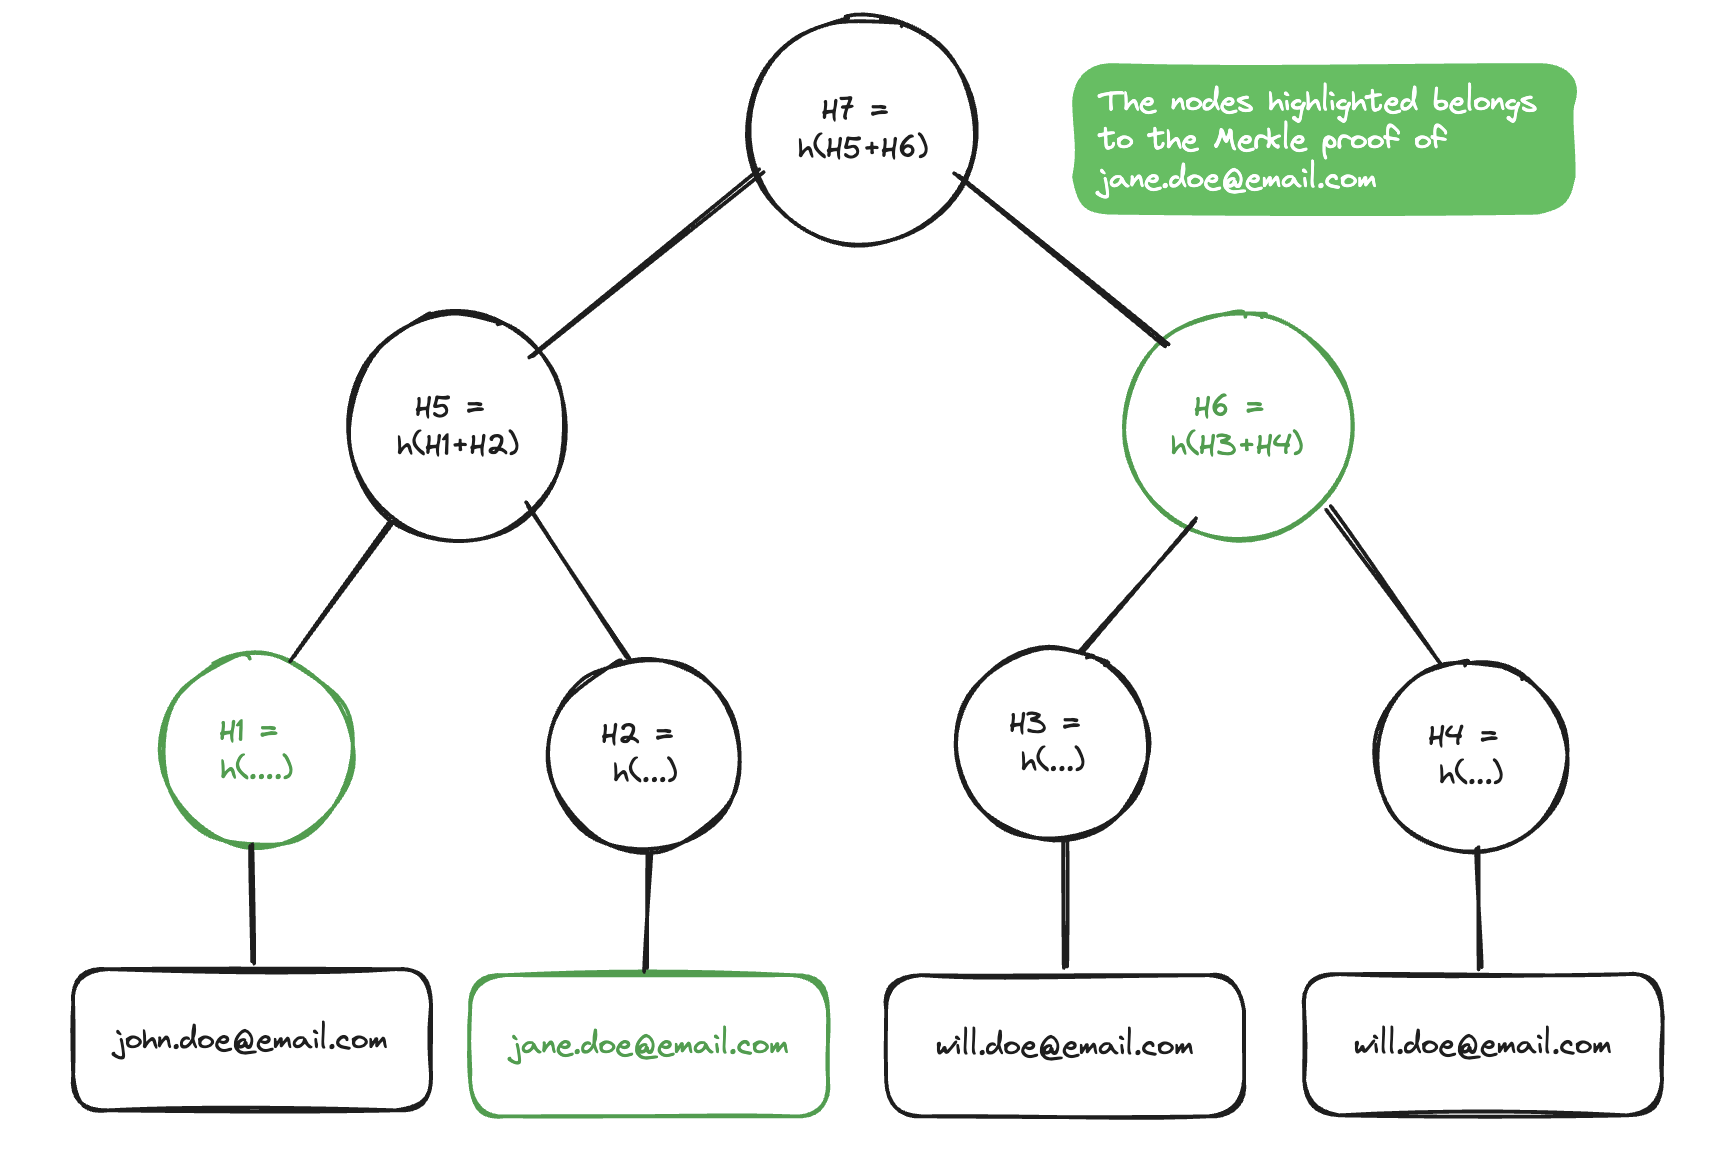 H7 =
h(H5+H6)
The nodes highlighted belongs
to the Merkle proof of
jane.doe@email.com
H5 =
h(H1+H2)
H6 =
h(H3+H4)
H1 =
h(.....)
H2 =
h(...)
H3 =
h(...)
H4 =
h(...)
john.doe@email.com
jane.doe@email.com
will.doe@email.com
will.doe@email.com